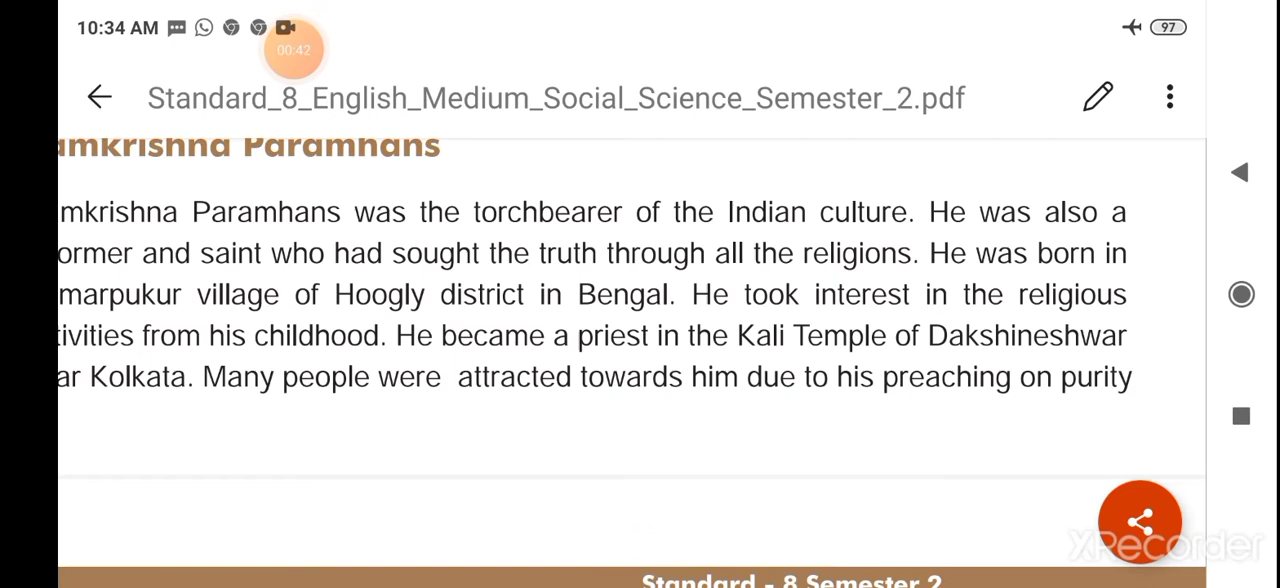 10:34 AM
00:42
97
Standard_8_English_Medium_Social_Science_Semester_2.pdf
amkrishna Paramhans
mkrishna Paramhans was the torchbearer of the Indian culture. He was also a
ormer and saint who had sought the truth through all the religions. He was born in
marpukur village of Hoogly district in Bengal. He took interest in the religious
tivities from his childhood. He became a priest in the Kali Temple of Dakshineshwar
ar Kolkata. Many people were attracted towards him due to his preaching on purity
XRecorder
Standard - 8 Semester 2